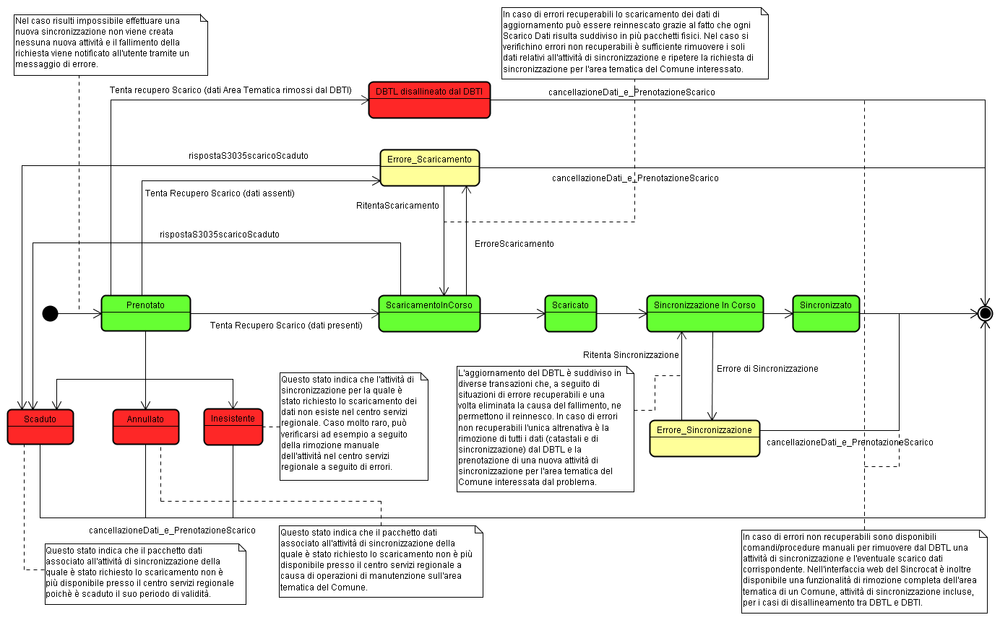 Nel caso risulti impossibile effettuare una
nuova sincronizzazione non viene creata
nessuna nuova attività e il fallimento della
richiesta viene notificato all'utente tramite un
messaggio di errore.
In caso di errori recuperabili lo scaricamento dei dati di
aggiornamento può essere reinnescato grazie al fatto che ogni
Scarico Dati risulta suddiviso in più pacchetti fisici. Nel caso si
verifichino errori non recuperabili è sufficiente rimuovere i soli
dati relativi all'attività di sincronizzazione e ripetere la richiesta di
sincronizzazione per l'area tematica del Comune interessato.
Tenta recupero Scarico (dati Area Tematica rimossi dal DBTI)
DBTL disallineato dal DBTI
cancellazioneDati_e_PrenotazioneScarico
rispostaS3035scaricoScaduto
Errore_Scaricamento
cancellazioneDati_e_PrenotazioneScarico
Tenta Recupero Scarico (dati assenti)
RitentaScaricamento
rispostaS3035scaricoScaduto
ErroreScaricamento
Prenotato
Tenta Recupero Scarico (dati presenti)
ScaricamentoInCorso
Scaricato
Sincronizzazione In Corso
Sincronizzato
Ritenta Sincronizzazione
Errore di Sincronizzazione
Scaduto
Annullato
Inesistente
Questo stato indica che l'attività di
sincronizzazione per la quale è
stato richiesto lo scaricamento dei
dati non esiste nel centro servizi
regionale. Caso molto raro, può
verificarsi ad esempio a seguito
della rimozione manuale
dell'attività nel centro servizi
regionale a seguito di errori.
L'aggiornamento del DBTL è suddiviso in
diverse transazioni che, a seguito di
situazioni di errore recuperabili e una
volta eliminata la causa del fallimento, ne
permettono il reinnesco. In caso di errori
non recuperabili l'unica altrenativa è la
rimozione di tutti i dati (catastali e di
sincronizzazione) dal DBTL e la
prenotazione di una nuova attività di
sincronizzazione per l'area tematica del
Comune interessata dal problema.
Errore_Sincronizzazione
cancellazioneDati_e_PrenotazioneScarico
cancellazioneDati_e_PrenotazioneScarico
Questo stato indica che il pacchetto dati
associato all'attività di sincronizzazione della
quale è stato richiesto lo scaricamento non è
più disponibile presso il centro servizi regionale
poichè è scaduto il suo periodo di validità.
Questo stato indica che il pacchetto dati
associato all'attività di sincronizzazione della
quale è stato richiesto lo scaricamento non è più
disponibile presso il centro servizi regionale a
causa di operazioni di manutenzione sull'area
tematica del Comune.
In caso di errori non recuperabili sono disponibili
comandi/procedure manuali per rimuovere dal DBTL una
attività di sincronizzazione e l'eventuale scarico dati
corrispondente. Nell'interfaccia web del Sincrocat è inoltre
disponibile una funzionalità di rimozione completa dell'area
tematica di un Comune, attività di sincronizzazione incluse,
per i casi di disallineamento tra DBTL e DBTI.